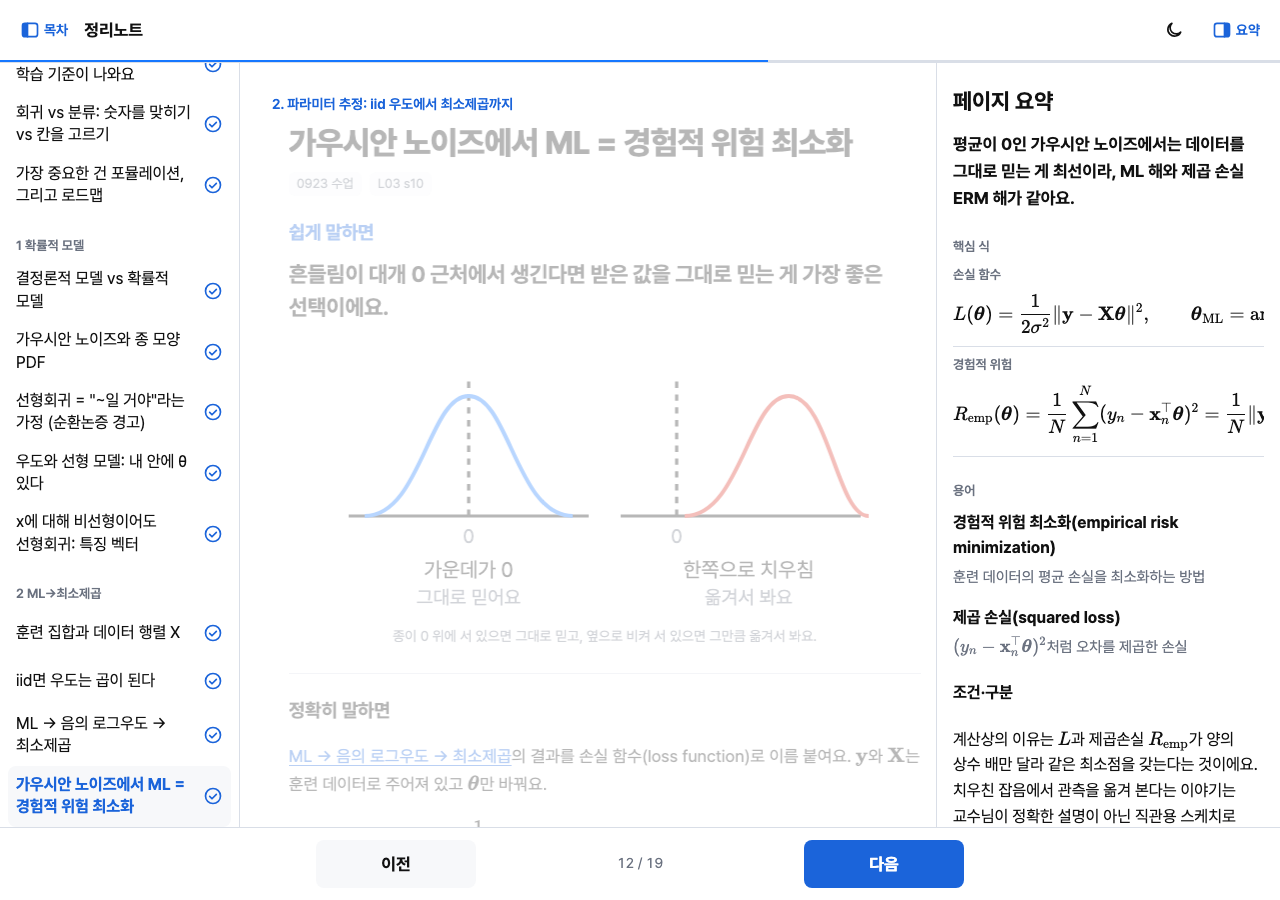 목차 정리노트 요약
학습 기준이 나와요
회귀 vs 분류: 숫자를 맞히기
vs 칸을 고르기
가장 중요한 건 포뮬레이션,
그리고 로드맵
1 확률적 모델
결정론적 모델 vs 확률적
모델
가우시안 노이즈와 종 모양
PDF
선형회귀 = "~일 거야"라는
가정 (순환논증 경고)
우도와 선형 모델: 내 안에 θ
있다
x에 대해 비선형이어도
선형회귀: 특징 벡터
2 ML→최소제곱
훈련 집합과 데이터 행렬 X
iid면 우도는 곱이 된다
ML → 음의 로그우도 →
최소제곱
가우시안 노이즈에서 ML =
경험적 위험 최소화
2. 파라미터 추정: iid 우도에서 최소제곱까지
가우시안 노이즈에서 ML = 경험적 위험 최소화
0923 수업 L03 s10
쉽게 말하면
흔들림이 대개 0 근처에서 생긴다면 받은 값을 그대로 믿는 게 가장 좋은
선택이에요.
0 0
가운데가 0 한쪽으로 치우침
그대로 믿어요 옮겨서 봐요
종이 0 위에 서 있으면 그대로 믿고, 옆으로 비켜 서 있으면 그만큼 옮겨서 봐요.
정확히 말하면
ML → 음의 로그우도 → 최소제곱의 결과를 손실 함수(loss function)로 이름 붙여요. y와 X는
훈련 데이터로 주어져 있고 θ만 바꿔요.
1
페이지 요약
평균이 0인 가우시안 노이즈에서는 데이터를
그대로 믿는 게 최선이라, ML 해와 제곱 손실
ERM 해가 같아요.
핵심 식
손실 함수
L(θ) = 1/2σ² ‖y − Xθ‖², θ_ML = ar
경험적 위험
R_emp(θ) = 1/N ∑_{n=1}^{N} (y_n − x_n^⊤θ)² = 1/N ‖y
용어
경험적 위험 최소화(empirical risk
minimization)
훈련 데이터의 평균 손실을 최소화하는 방법
제곱 손실(squared loss)
(y_n − x_n^⊤θ)²처럼 오차를 제곱한 손실
조건·구분
계산상의 이유는 L과 제곱손실 R_emp가 양의
상수 배만 달라 같은 최소점을 갖는다는 것이에요.
치우친 잡음에서 관측을 옮겨 본다는 이야기는
교수님이 정확한 설명이 아닌 직관용 스케치로
이전 12 / 19 다음